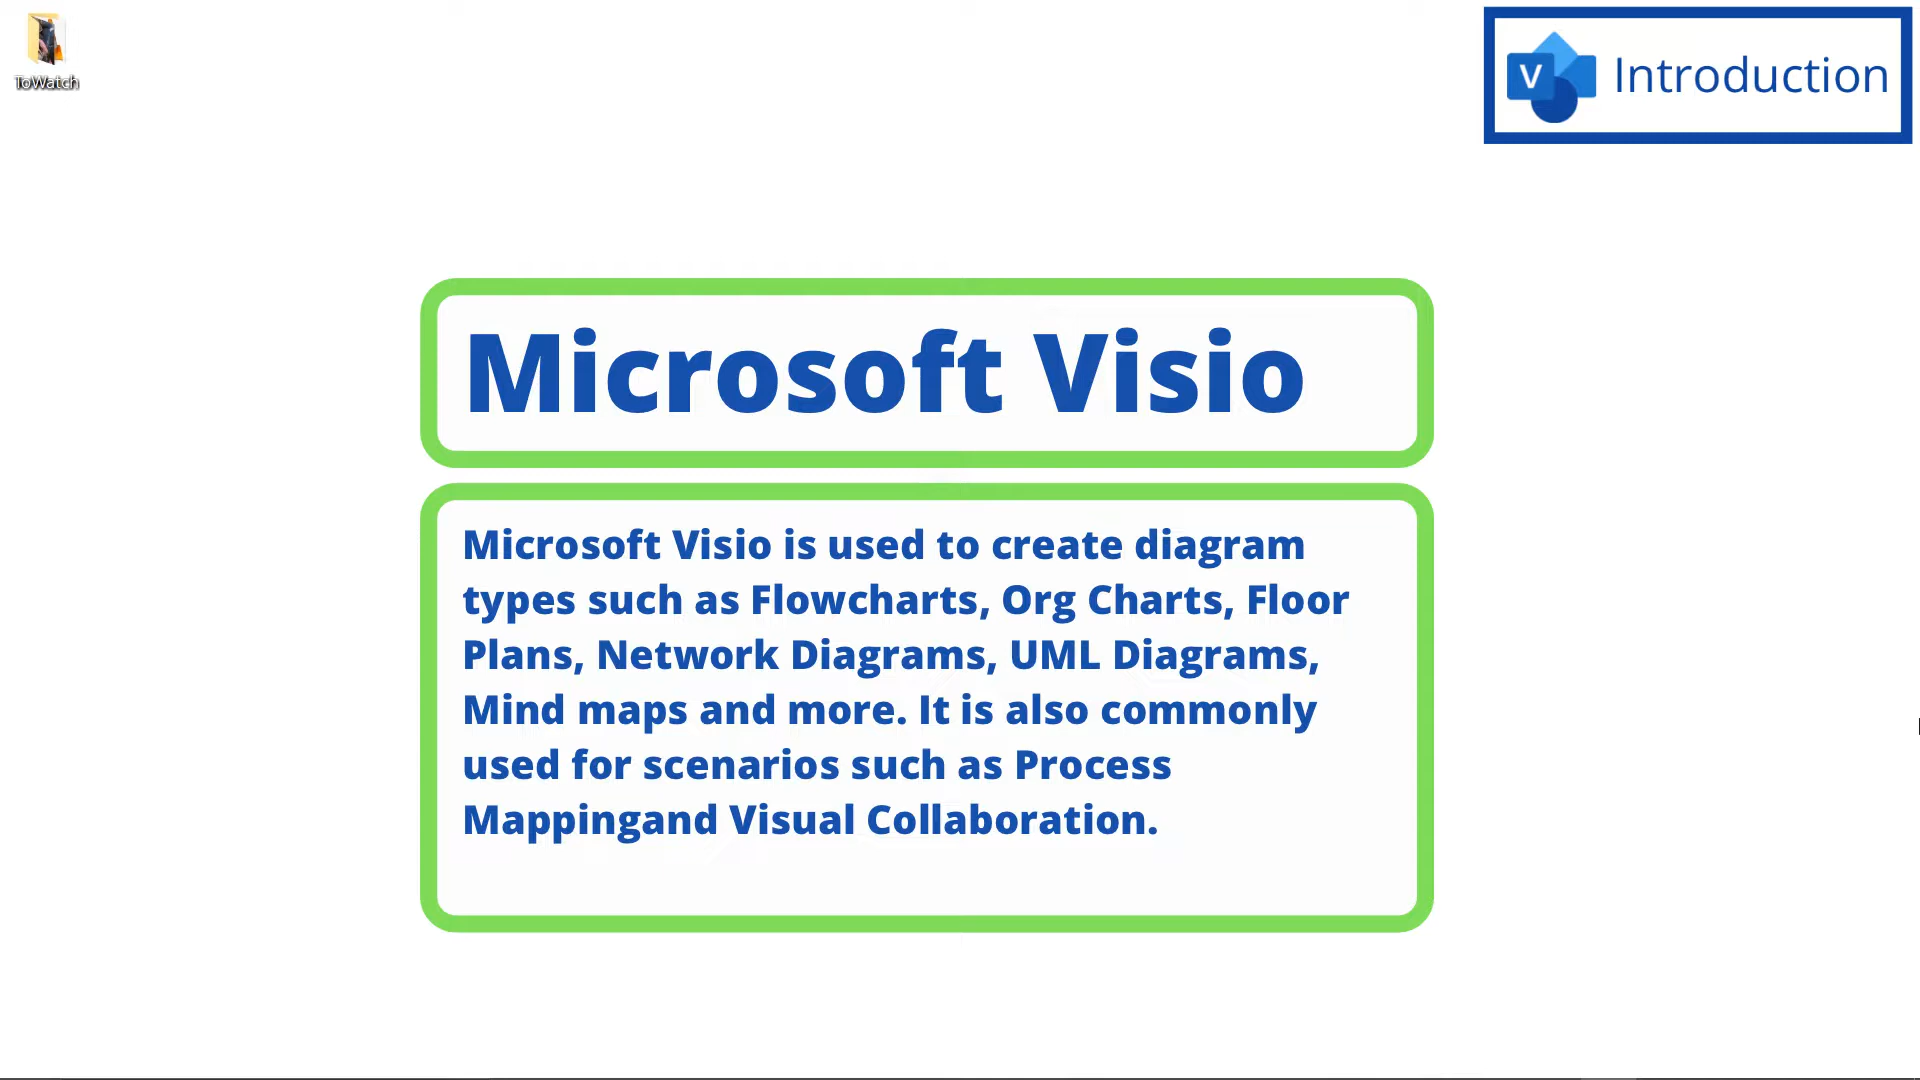 ToWatch
V Introduction
Microsoft Visio
Microsoft Visio is used to create diagram
types such as Flowcharts, Org Charts, Floor
Plans, Network Diagrams, UML Diagrams,
Mind maps and more. It is also commonly
used for scenarios such as Process
Mappingand Visual Collaboration.